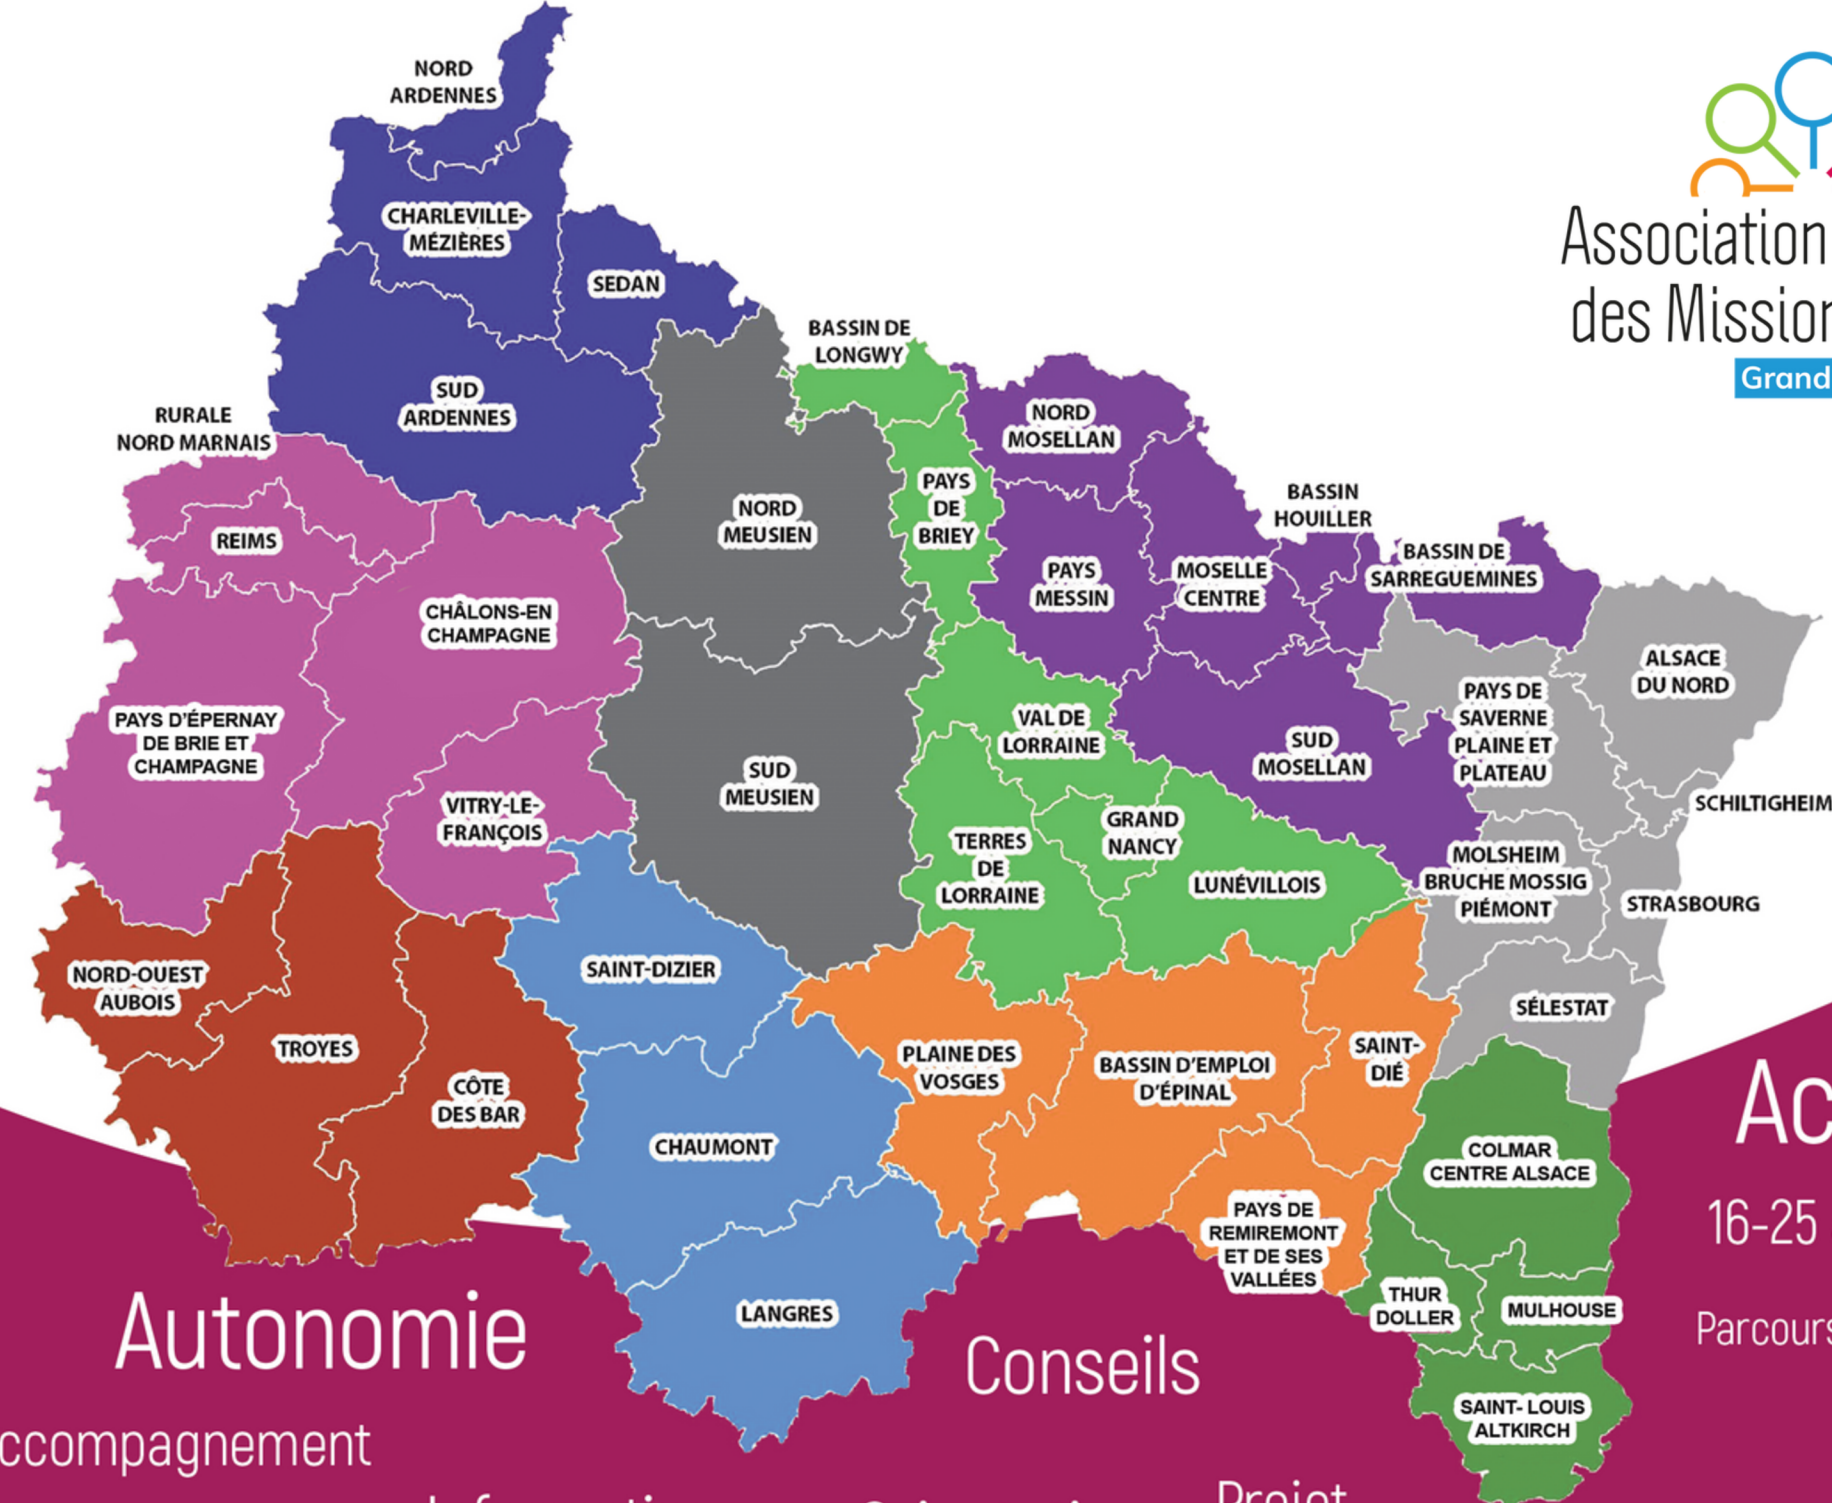 NORD
ARDENNES
CHARLEVILLE-
MÉZIÈRES
SEDAN
SUD
ARDENNES
RURALE
NORD MARNAIS
REIMS
CHÂLONS-EN
CHAMPAGNE
PAYS D'ÉPERNAY
DE BRIE ET
CHAMPAGNE
VITRY-LE-
FRANÇOIS
NORD
MEUSIEN
SUD
MEUSIEN
BASSIN DE
LONGWY
PAYS
DE
BRIEY
VAL DE
LORRAINE
TERRES
DE
LORRAINE
GRAND
NANCY
LUNÉVILLOIS
NORD
MOSELLAN
PAYS
MESSIN
MOSELLE
CENTRE
BASSIN
HOUILLER
BASSIN DE
SARREGUEMINES
SUD
MOSELLAN
ALSACE
DU NORD
PAYS DE
SAVERNE
PLAINE ET
PLATEAU
SCHILTIGHEIM
MOLSHEIM
BRUCHE MOSSIG
PIÉMONT
STRASBOURG
SÉLESTAT
NORD-OUEST
AUBOIS
TROYES
CÔTE
DES BAR
SAINT-DIZIER
CHAUMONT
LANGRES
PLAINE DES
VOSGES
BASSIN D'EMPLOI
D'ÉPINAL
SAINT-
DIÉ
PAYS DE
REMIREMONT
ET DE SES
VALLÉES
COLMAR
CENTRE ALSACE
THUR
DOLLER
MULHOUSE
SAINT- LOUIS
ALTKIRCH
Association
des Mission
Grand
Autonomie
ccompagnement
Conseils
Projet
Ac
16-25
Parcours